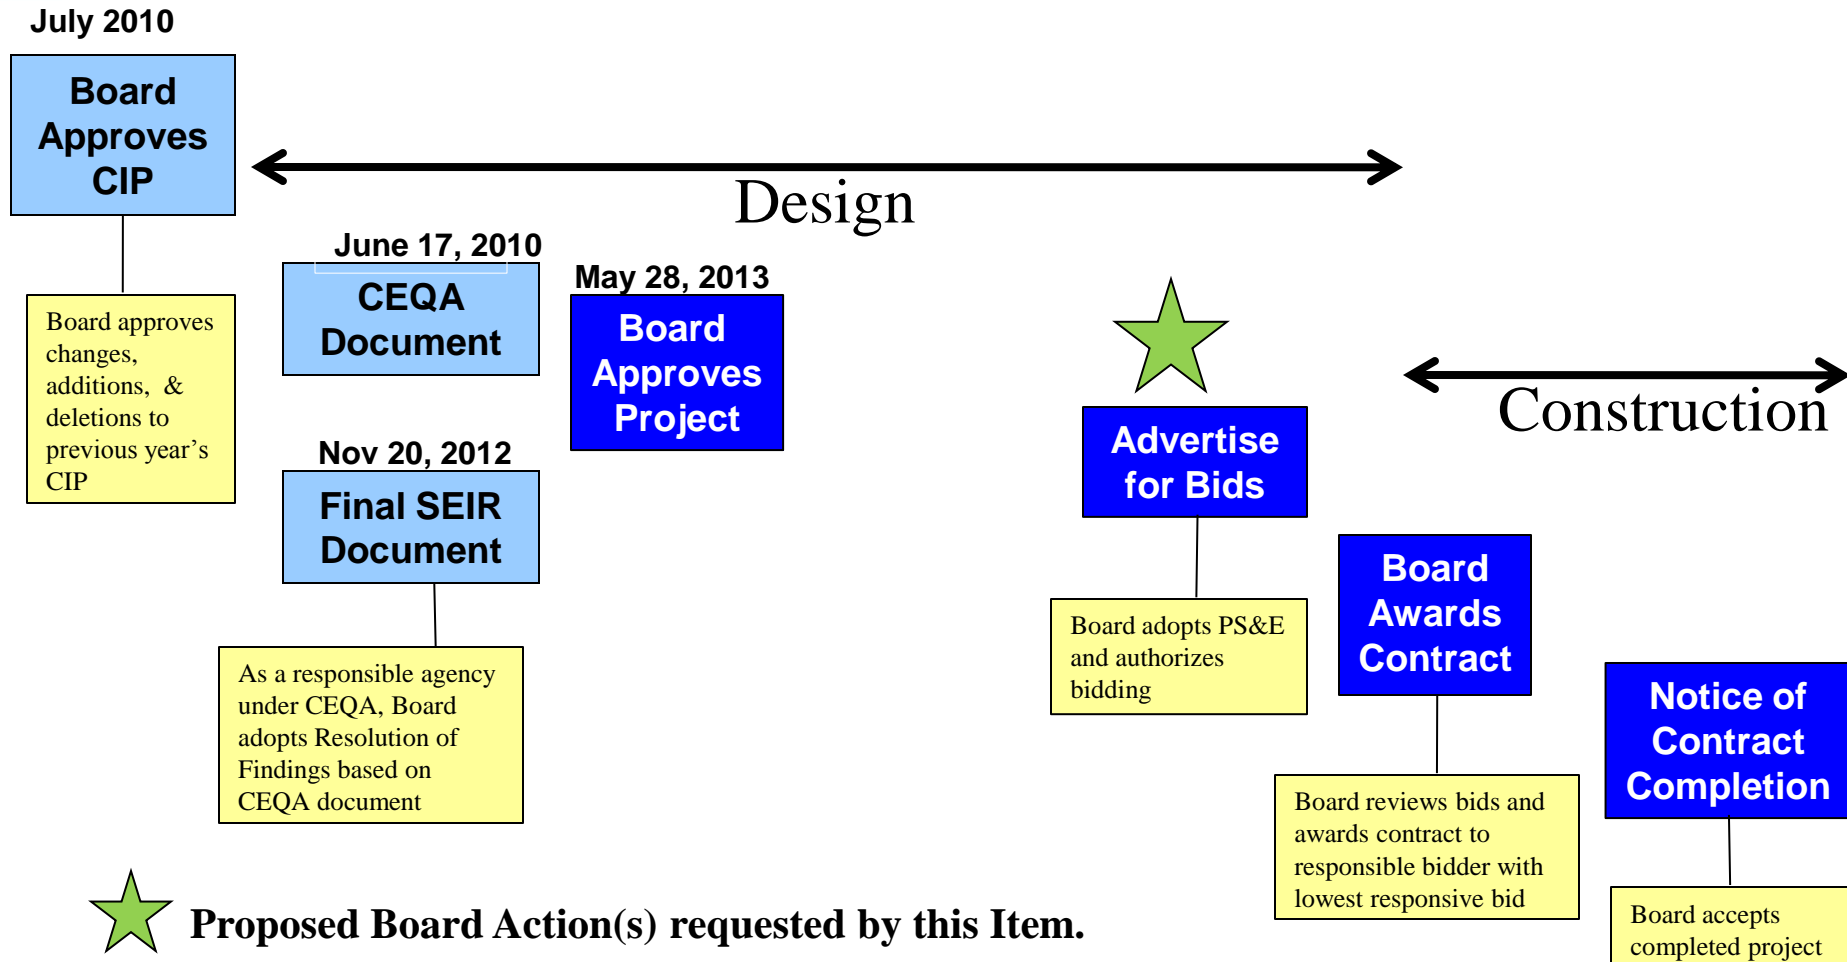 July 2010
Board
Approves
CIP
Board approves
changes,
additions, &
deletions to
previous year’s
CIP
Design
June 17, 2010
CEQA
Document
Nov 20, 2012
Final SEIR
Document
As a responsible agency
under CEQA, Board
adopts Resolution of
Findings based on
CEQA document
May 28, 2013
Board
Approves
Project
Advertise
for Bids
Board adopts PS&E
and authorizes
bidding
Construction
Board
Awards
Contract
Board reviews bids and
awards contract to
responsible bidder with
lowest responsive bid
Notice of
Contract
Completion
Board accepts
completed project
Proposed Board Action(s) requested by this Item.